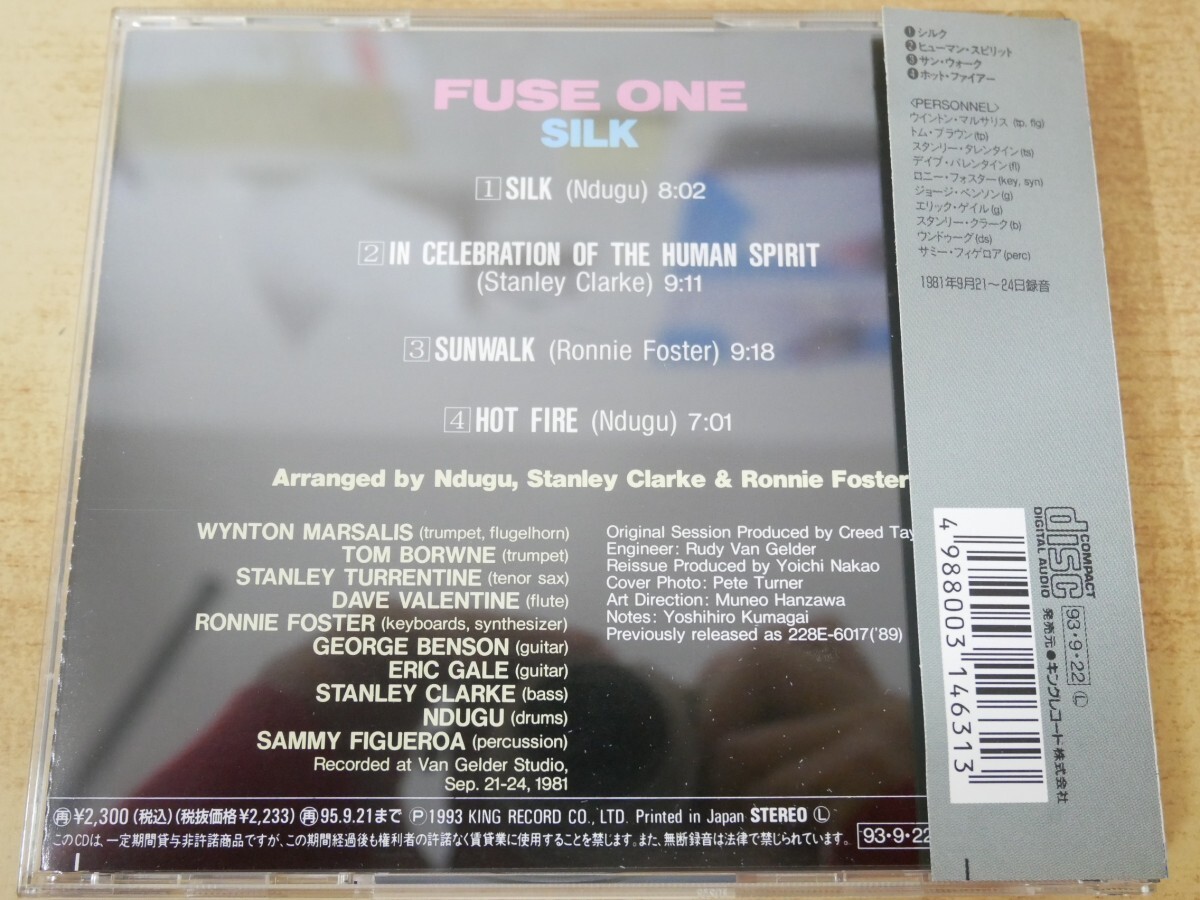 FUSE ONE
SILK
1 SILK (Ndugu) 8:02
2 IN CELEBRATION OF THE HUMAN SPIRIT
(Stanley Clarke) 9:11
3 SUNWALK (Ronnie Foster) 9:18
4 HOT FIRE (Ndugu) 7:01
Arranged by Ndugu, Stanley Clarke & Ronnie Foster
WYNTON MARSALIS (trumpet, flugelhorn)
TOM BORWNE (trumpet)
STANLEY TURRENTINE (tenor sax)
DAVE VALENTINE (flute)
RONNIE FOSTER (keyboards, synthesizer)
GEORGE BENSON (guitar)
ERIC GALE (guitar)
STANLEY CLARKE (bass)
NDUGU (drums)
SAMMY FIGUEROA (percussion)
Recorded at Van Gelder Studio,
Sep. 21-24, 1981
Original Session Produced by Creed Tay
Engineer: Rudy Van Gelder
Reissue Produced by Yoichi Nakao
Cover Photo: Pete Turner
Art Direction: Muneo Hanzawa
Notes: Yoshihiro Kumagai
Previously released as 228E-6017('89)
再¥2,300(税込)(税抜価格¥2,233) 再95.9.21まで Ⓟ1993 KING RECORD CO., LTD. Printed in Japan STEREO Ⓛ
このCDは、一定期間貸与非許諾商品ですが、この期間経過後も権利者の許諾なく賃貸業に使用することを禁じます。また、無断録音は法律で禁じられています。 93・9・22
❶シルク
❷ヒューマン・スピリット
❸サン・ウォーク
❹ホット・ファイアー
〈PERSONNEL〉
ウイントン・マルサリス (tp, flg)
トム・ブラウン(tp)
スタンリー・タレンタイン(ts)
デイブ・バレンタイン(fl)
ロニー・フォスター(key, syn)
ジョージ・ベンソン(g)
エリック・ゲイル(g)
スタンリー・クラーク(b)
ウンドゥーグ(ds)
サミー・フィゲロア(perc)
1981年9月21〜24日録音
COMPACT
disc
DIGITAL AUDIO
93・9・22 Ⓛ
発売元●キングレコード株式会社
4 988003 146313